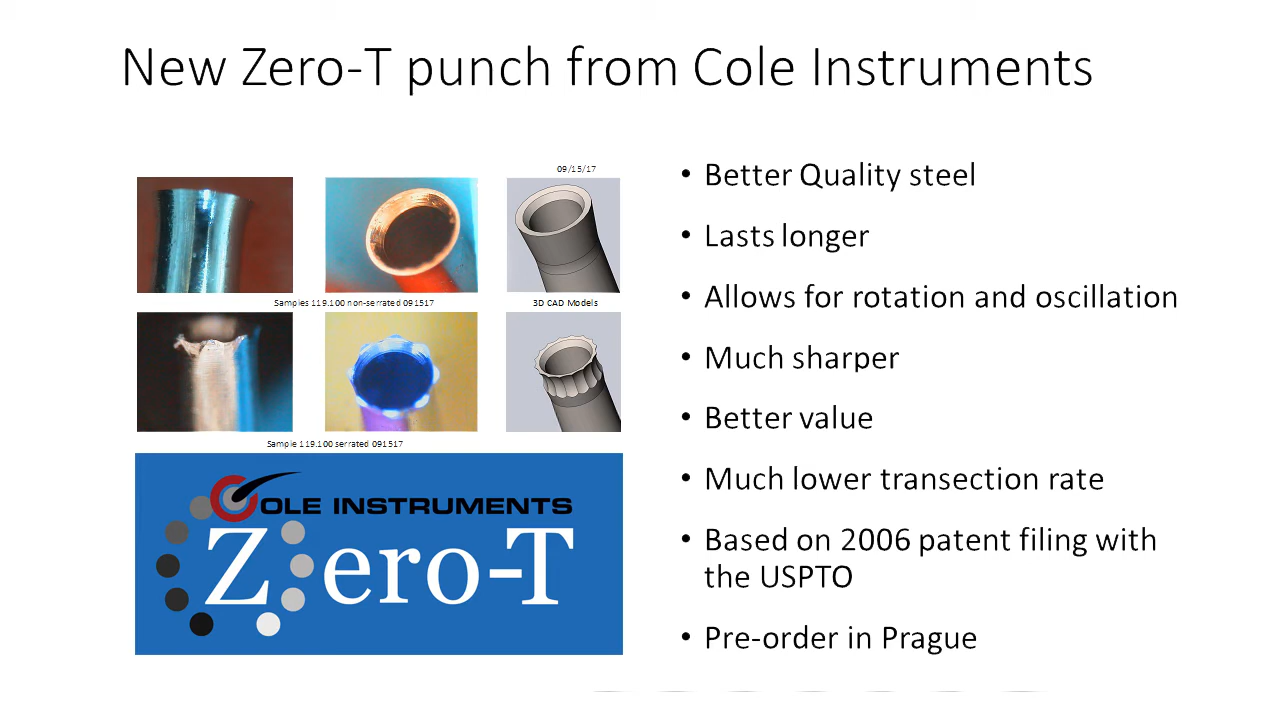 New Zero-T punch from Cole Instruments
09/15/17
Samples 119.100 non-serrated 091517
3D CAD Models
Sample 119.100 serrated 091517
COLE INSTRUMENTS
Zero-T
• Better Quality steel
• Lasts longer
• Allows for rotation and oscillation
• Much sharper
• Better value
• Much lower transection rate
• Based on 2006 patent filing with
the USPTO
• Pre-order in Prague